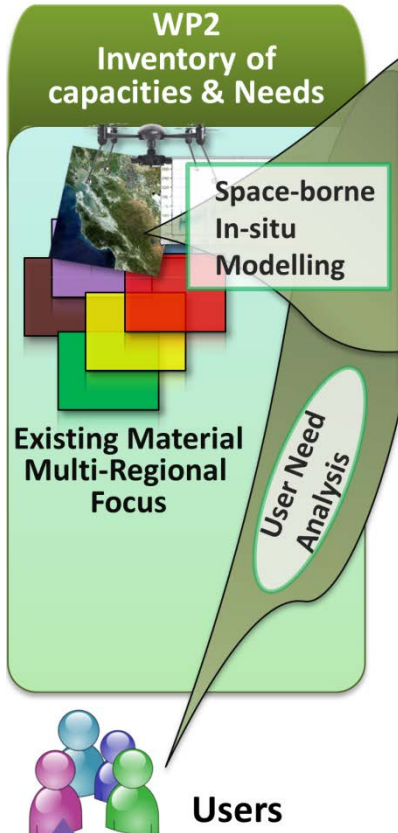 WP2
Inventory of
capacities & Needs
Space-borne
In-situ
Modelling
Existing Material
Multi-Regional
Focus
User Need
Analysis
Users